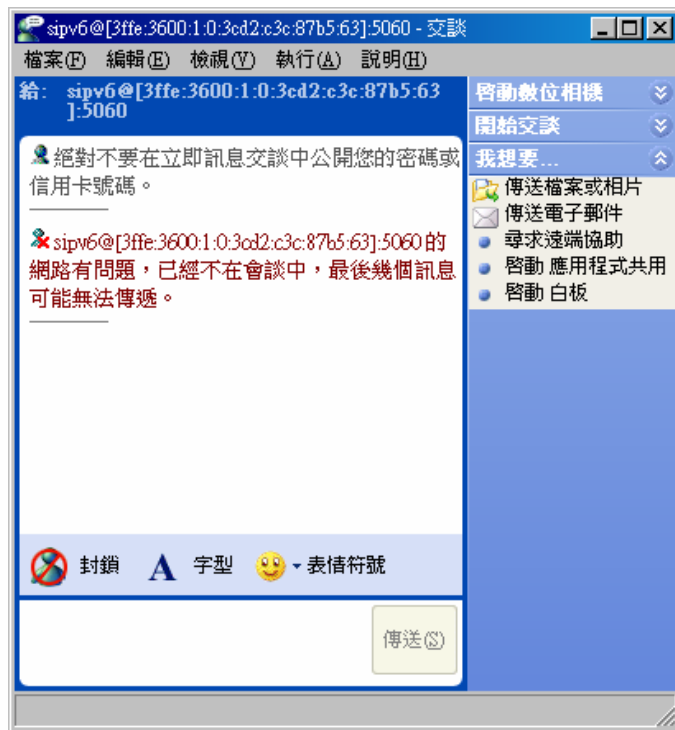 sipv6@[3ffe:3600:1:0:3cd2:c3c:87b5:63]:5060 - 交談
檔案(F) 編輯(E) 檢視(V) 執行(A) 說明(H)
給: sipv6@[3ffe:3600:1:0:3cd2:c3c:87b5:63
]:5060
絕對不要在立即訊息交談中公開您的密碼或
信用卡號碼。
sipv6@[3ffe:3600:1:0:3cd2:c3c:87b5:63]:5060 的
網路有問題，已經不在會談中，最後幾個訊息
可能無法傳遞。
封鎖 A 字型 表情符號
傳送(S)
啟動數位相機
開始交談
我想要...
傳送檔案或相片
傳送電子郵件
尋求遠端協助
啟動 應用程式共用
啟動 白板